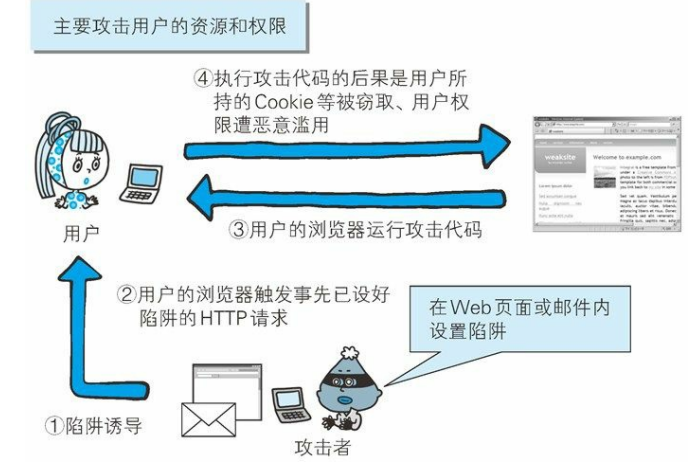 主要攻击用户的资源和权限
④执行攻击代码的后果是用户所
持的Cookie等被窃取、用户权
限遭恶意滥用
weaksite
Welcome to example.com
③用户的浏览器运行攻击代码
用户
②用户的浏览器触发事先已设好
陷阱的HTTP请求
在Web页面或邮件内
设置陷阱
①陷阱诱导
攻击者